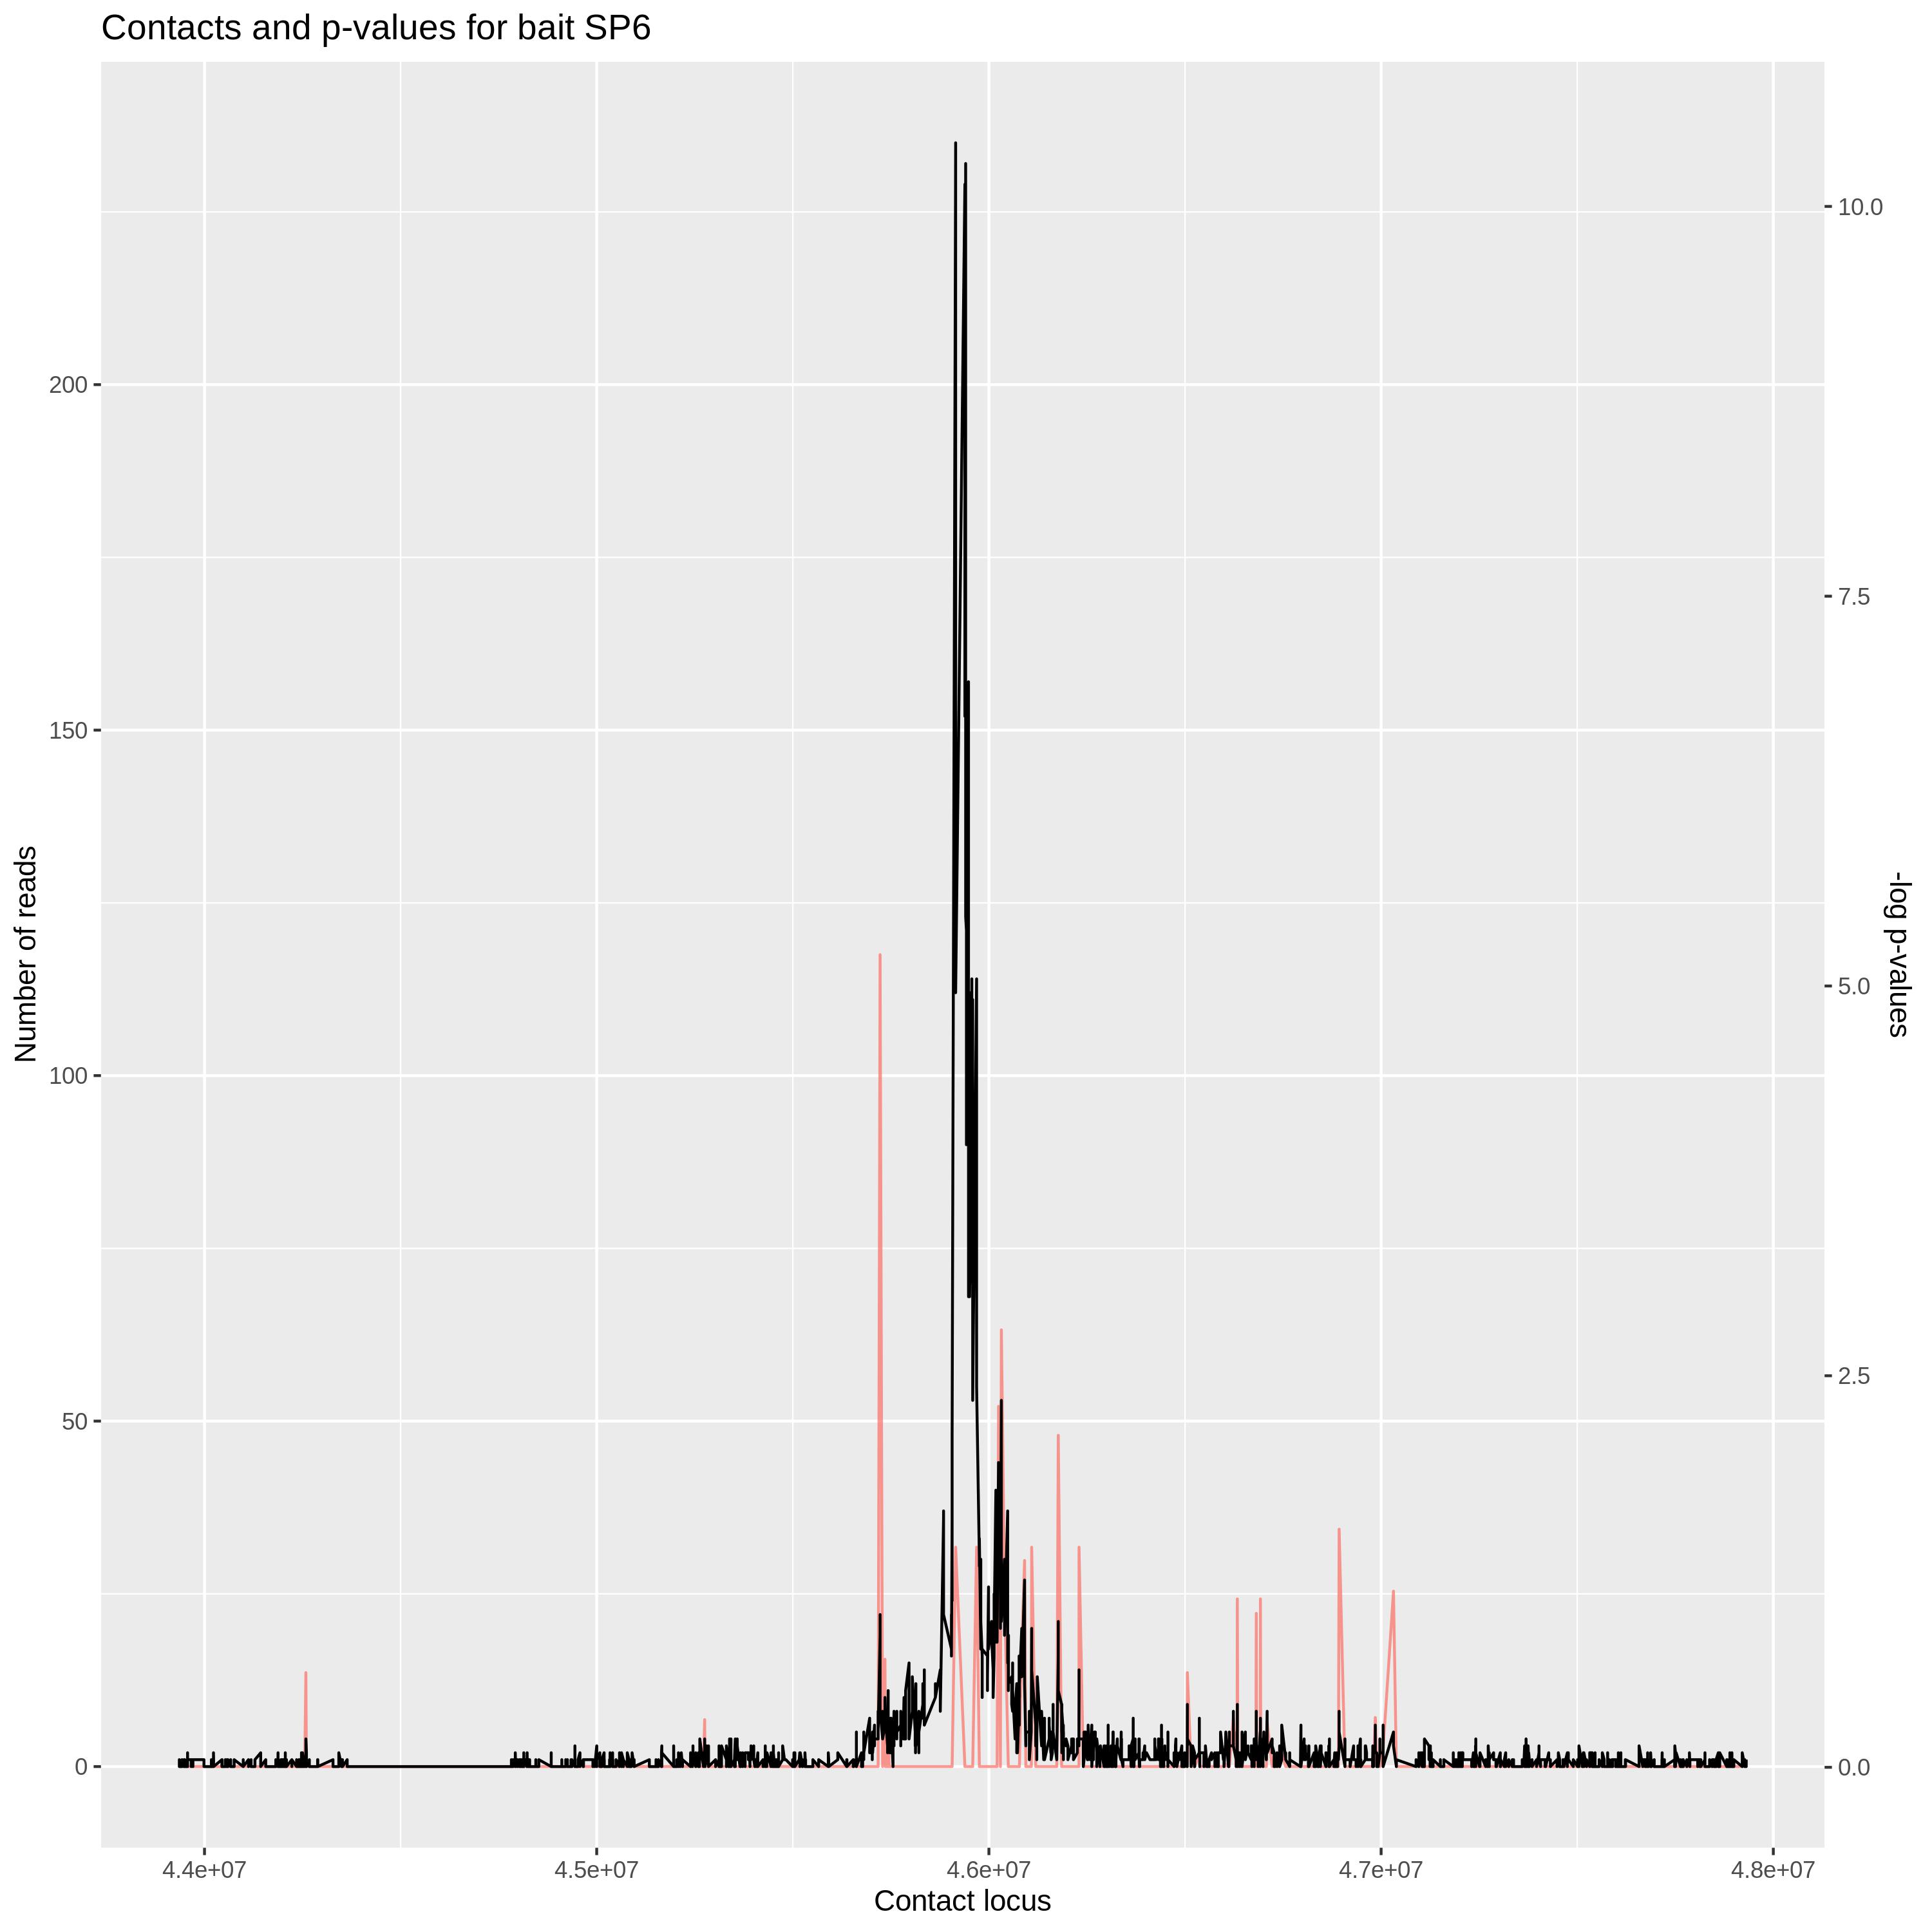 Contacts and p-values for bait SP6
Number of reads
200
150
100
50
0
10.0
7.5
5.0
2.5
0.0
-log p-values
4.4e+07
4.5e+07
4.6e+07
4.7e+07
4.8e+07
Contact locus